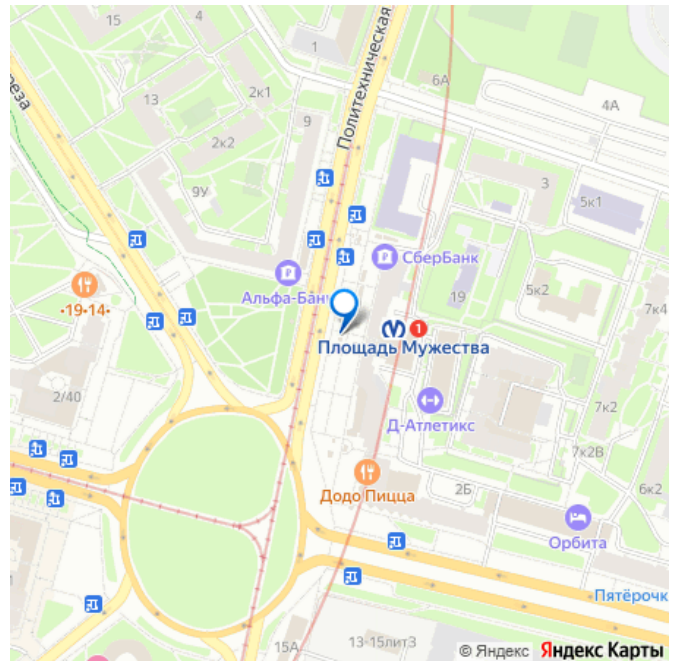 15
4
1
Политехническая
6А
4А
13
2к1
9
2к2
3
5к1
9У
СберБанк
Альфа-Банк
19
5к2
7к4
•19•14•
1
Площадь Мужества
2/40
Д-Атлетикс
7к2
7к2В
Додо Пицца
2Б
6к2
Орбита
Пятёрочк
15А
13-15лит3
© Яндекс Яндекс Карты